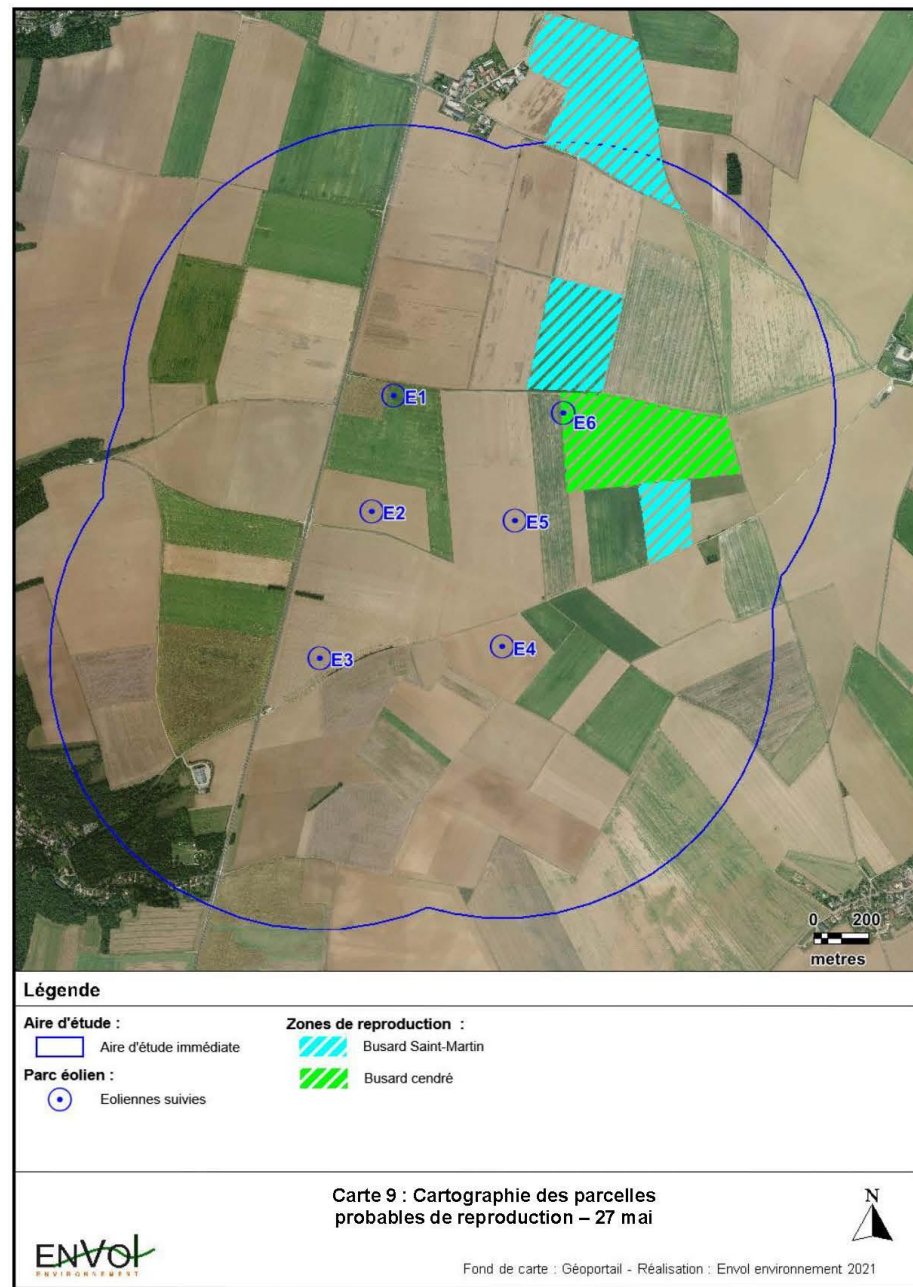 E1
E6
E2
E5
E3
E4
0 200
metres
Légende
Aire d'étude :
Aire d'étude immédiate
Parc éolien :
Eoliennes suivies
Zones de reproduction :
Busard Saint-Martin
Busard cendré
Carte 9 : Cartographie des parcelles
probables de reproduction – 27 mai
N
ENVOL
ENVIRONNEMENT
Fond de carte : Géoportail - Réalisation : Envol environnement 2021